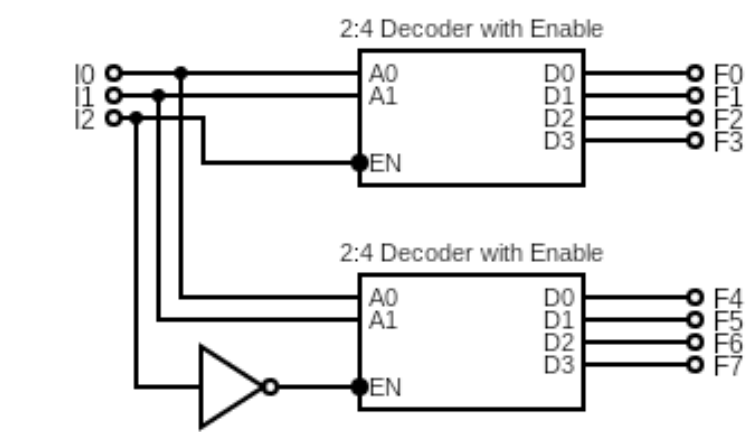 2:4 Decoder with Enable
I0 A0 D0 F0
I1 A1 D1 F1
I2 D2 F2
D3 F3
EN
2:4 Decoder with Enable
A0 D0 F4
A1 D1 F5
D2 F6
D3 F7
EN